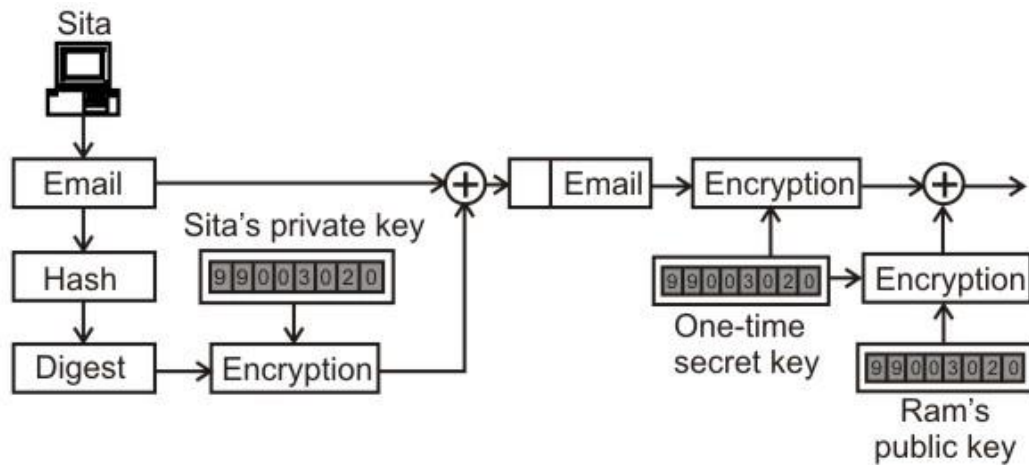 Sita
Email
Email
Encryption
Sita's private key
99003020
Hash
99003020
Encryption
One-time
secret key
Digest
Encryption
99003020
Ram's
public key